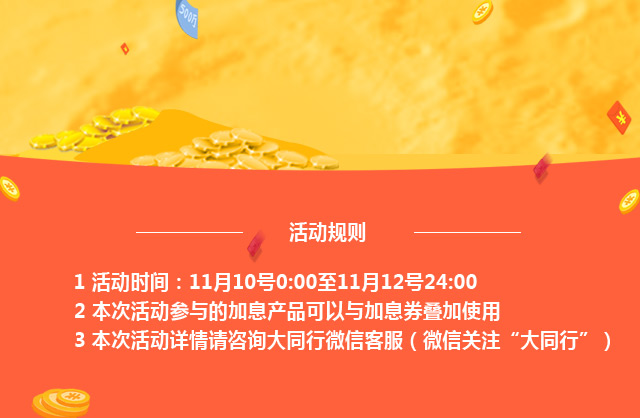 500万
活动规则
1 活动时间：11月10号0:00至11月12号24:00
2 本次活动参与的加息产品可以与加息券叠加使用
3 本次活动详情请咨询大同行微信客服（微信关注“大同行”）